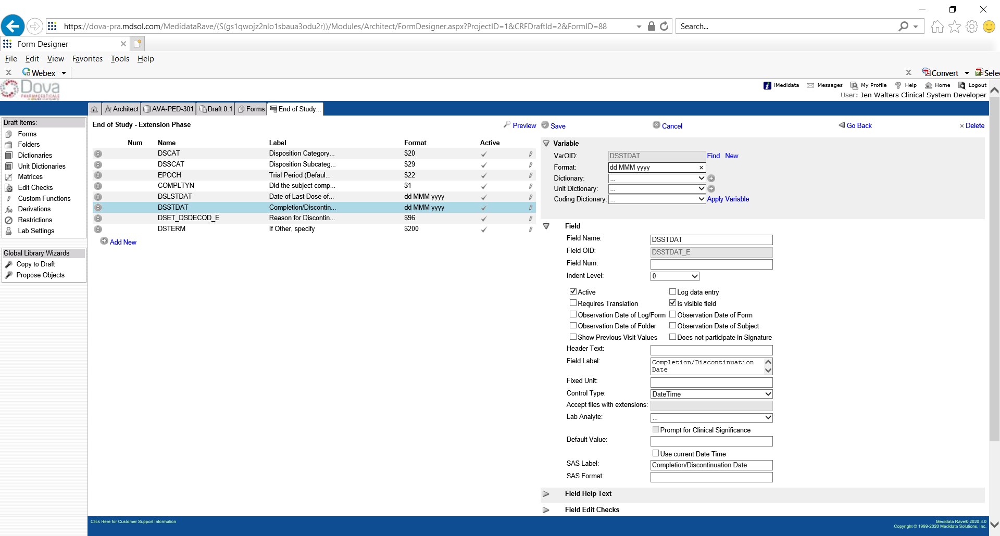 https://dova-pra.mdsol.com/MedidataRave/(S(gs1qwojz2nlo1sbaua3odu2r))/Modules/Architect/FormDesigner.aspx?ProjectID=1&CRFDraftId=2&FormID=88
Search...
Form Designer
File Edit View Favorites Tools Help
Webex
Convert
Selec
Dova
PHARMACEUTICALS
iMedidata Messages My Profile Help Home Logout
User: Jen Walters Clinical System Developer
Architect AVA-PED-301 Draft 0.1 Forms End of Study...
Draft Items:
Forms
Folders
Dictionaries
Unit Dictionaries
Matrices
Edit Checks
Custom Functions
Derivations
Restrictions
Lab Settings
Global Library Wizards
Copy to Draft
Propose Objects
End of Study - Extension Phase
Preview Save Cancel Go Back × Delete
Num Name Label Format Active
DSCAT Disposition Category... $20
DSSCAT Disposition Subcateg... $29
EPOCH Trial Period (Defaul... $22
COMPLTYN Did the subject comp... $1
DSLSTDAT Date of Last Dose of... dd MMM yyyy
DSSTDAT Completion/Discontin... dd MMM yyyy
DSET_DSDECOD_E Reason for Discontin... $96
DSTERM If Other, specify $200
Add New
Variable
VarOID: DSSTDAT Find New
Format: dd MMM yyyy ×
Dictionary: ...
Unit Dictionary: ...
Coding Dictionary: ... Apply Variable
Field
Field Name: DSSTDAT
Field OID: DSSTDAT_E
Field Num:
Indent Level: 0
Active Log data entry
Requires Translation Is visible field
Observation Date of Log/Form Observation Date of Form
Observation Date of Folder Observation Date of Subject
Show Previous Visit Values Does not participate in Signature
Header Text:
Field Label: Completion/Discontinuation
Date
Fixed Unit:
Control Type: DateTime
Accept files with extensions:
Lab Analyte: ...
Prompt for Clinical Significance
Default Value:
Use current Date Time
SAS Label: Completion/Discontinuation Date
SAS Format:
Field Help Text
Field Edit Checks
Click Here for Customer Support Information
Medidata Rave® 2020.3.0
Copyright © 1999-2020 Medidata Solutions, Inc.